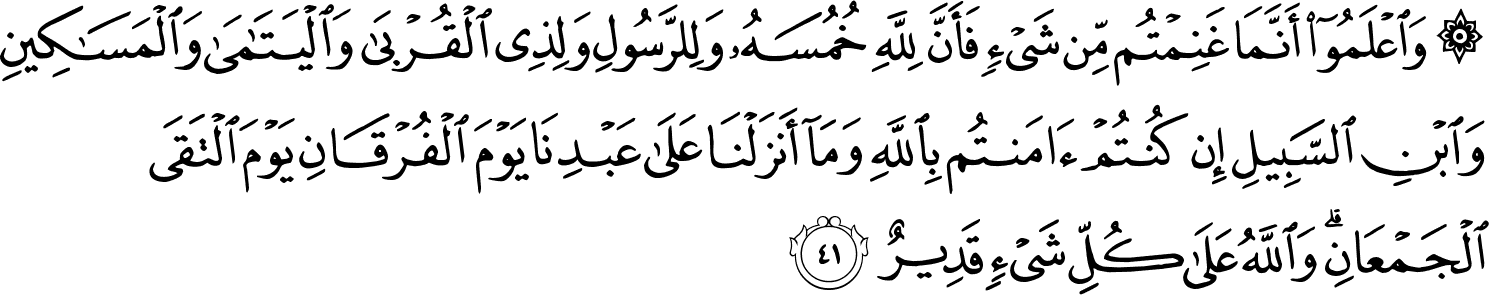 ۞ وَٱعْلَمُوٓا۟ أَنَّمَا غَنِمْتُم مِّن شَىْءٍ فَأَنَّ لِلَّهِ خُمُسَهُۥ وَلِلرَّسُولِ وَلِذِى ٱلْقُرْبَىٰ وَٱلْيَتَـٰمَىٰ وَٱلْمَسَـٰكِينِ
وَٱبْنِ ٱلسَّبِيلِ إِن كُنتُمْ ءَامَنتُم بِٱللَّهِ وَمَآ أَنزَلْنَا عَلَىٰ عَبْدِنَا يَوْمَ ٱلْفُرْقَانِ يَوْمَ ٱلْتَقَى
ٱلْجَمْعَانِ ۗ وَٱللَّهُ عَلَىٰ كُلِّ شَىْءٍ قَدِيرٌ ٤١